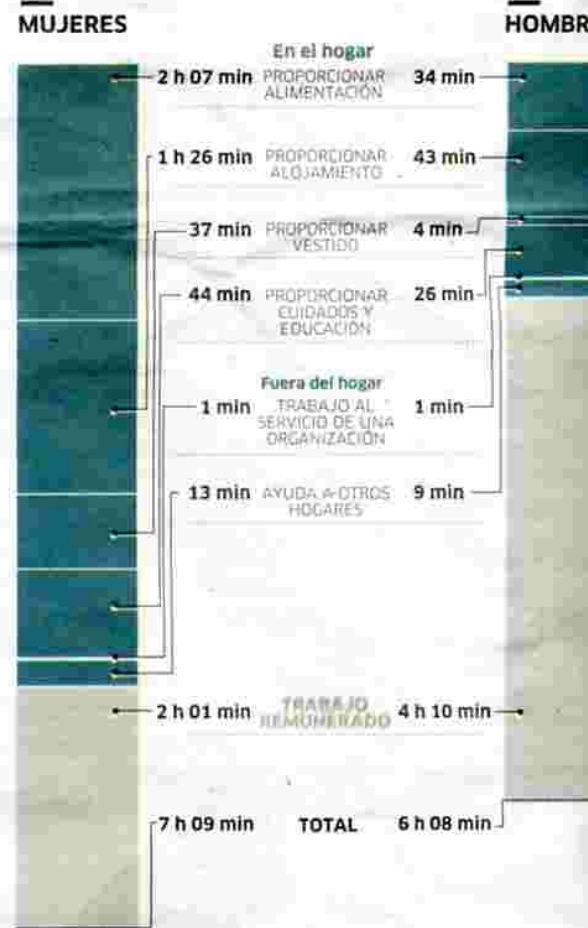 MUJERES
HOMBR
En el hogar
2 h 07 min PROPORCIONAR 34 min
ALIMENTACIÓN
1 h 26 min PROPORCIONAR 43 min
ALOJAMIENTO
37 min PROPORCIONAR 4 min
VESTIDO
44 min PROPORCIONAR 26 min
CUIDADOS Y
EDUCACIÓN
Fuera del hogar
1 min TRABAJO AL 1 min
SERVICIO DE UNA
ORGANIZACIÓN
13 min AYUDA A OTROS 9 min
HOGARES
2 h 01 min TRABAJO 4 h 10 min
REMUNERADO
7 h 09 min TOTAL 6 h 08 min